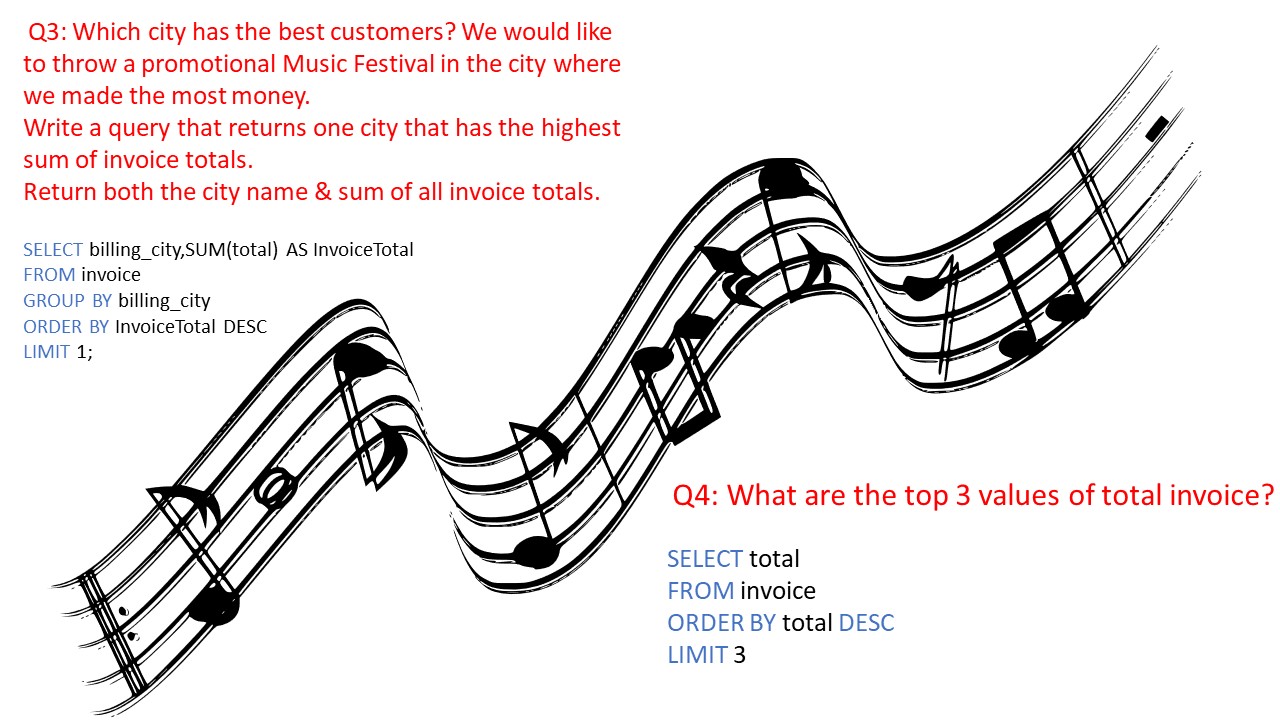 Q3: Which city has the best customers? We would like
to throw a promotional Music Festival in the city where
we made the most money.
Write a query that returns one city that has the highest
sum of invoice totals.
Return both the city name & sum of all invoice totals.
SELECT billing_city,SUM(total) AS InvoiceTotal
FROM invoice
GROUP BY billing_city
ORDER BY InvoiceTotal DESC
LIMIT 1;
Q4: What are the top 3 values of total invoice?
SELECT total
FROM invoice
ORDER BY total DESC
LIMIT 3